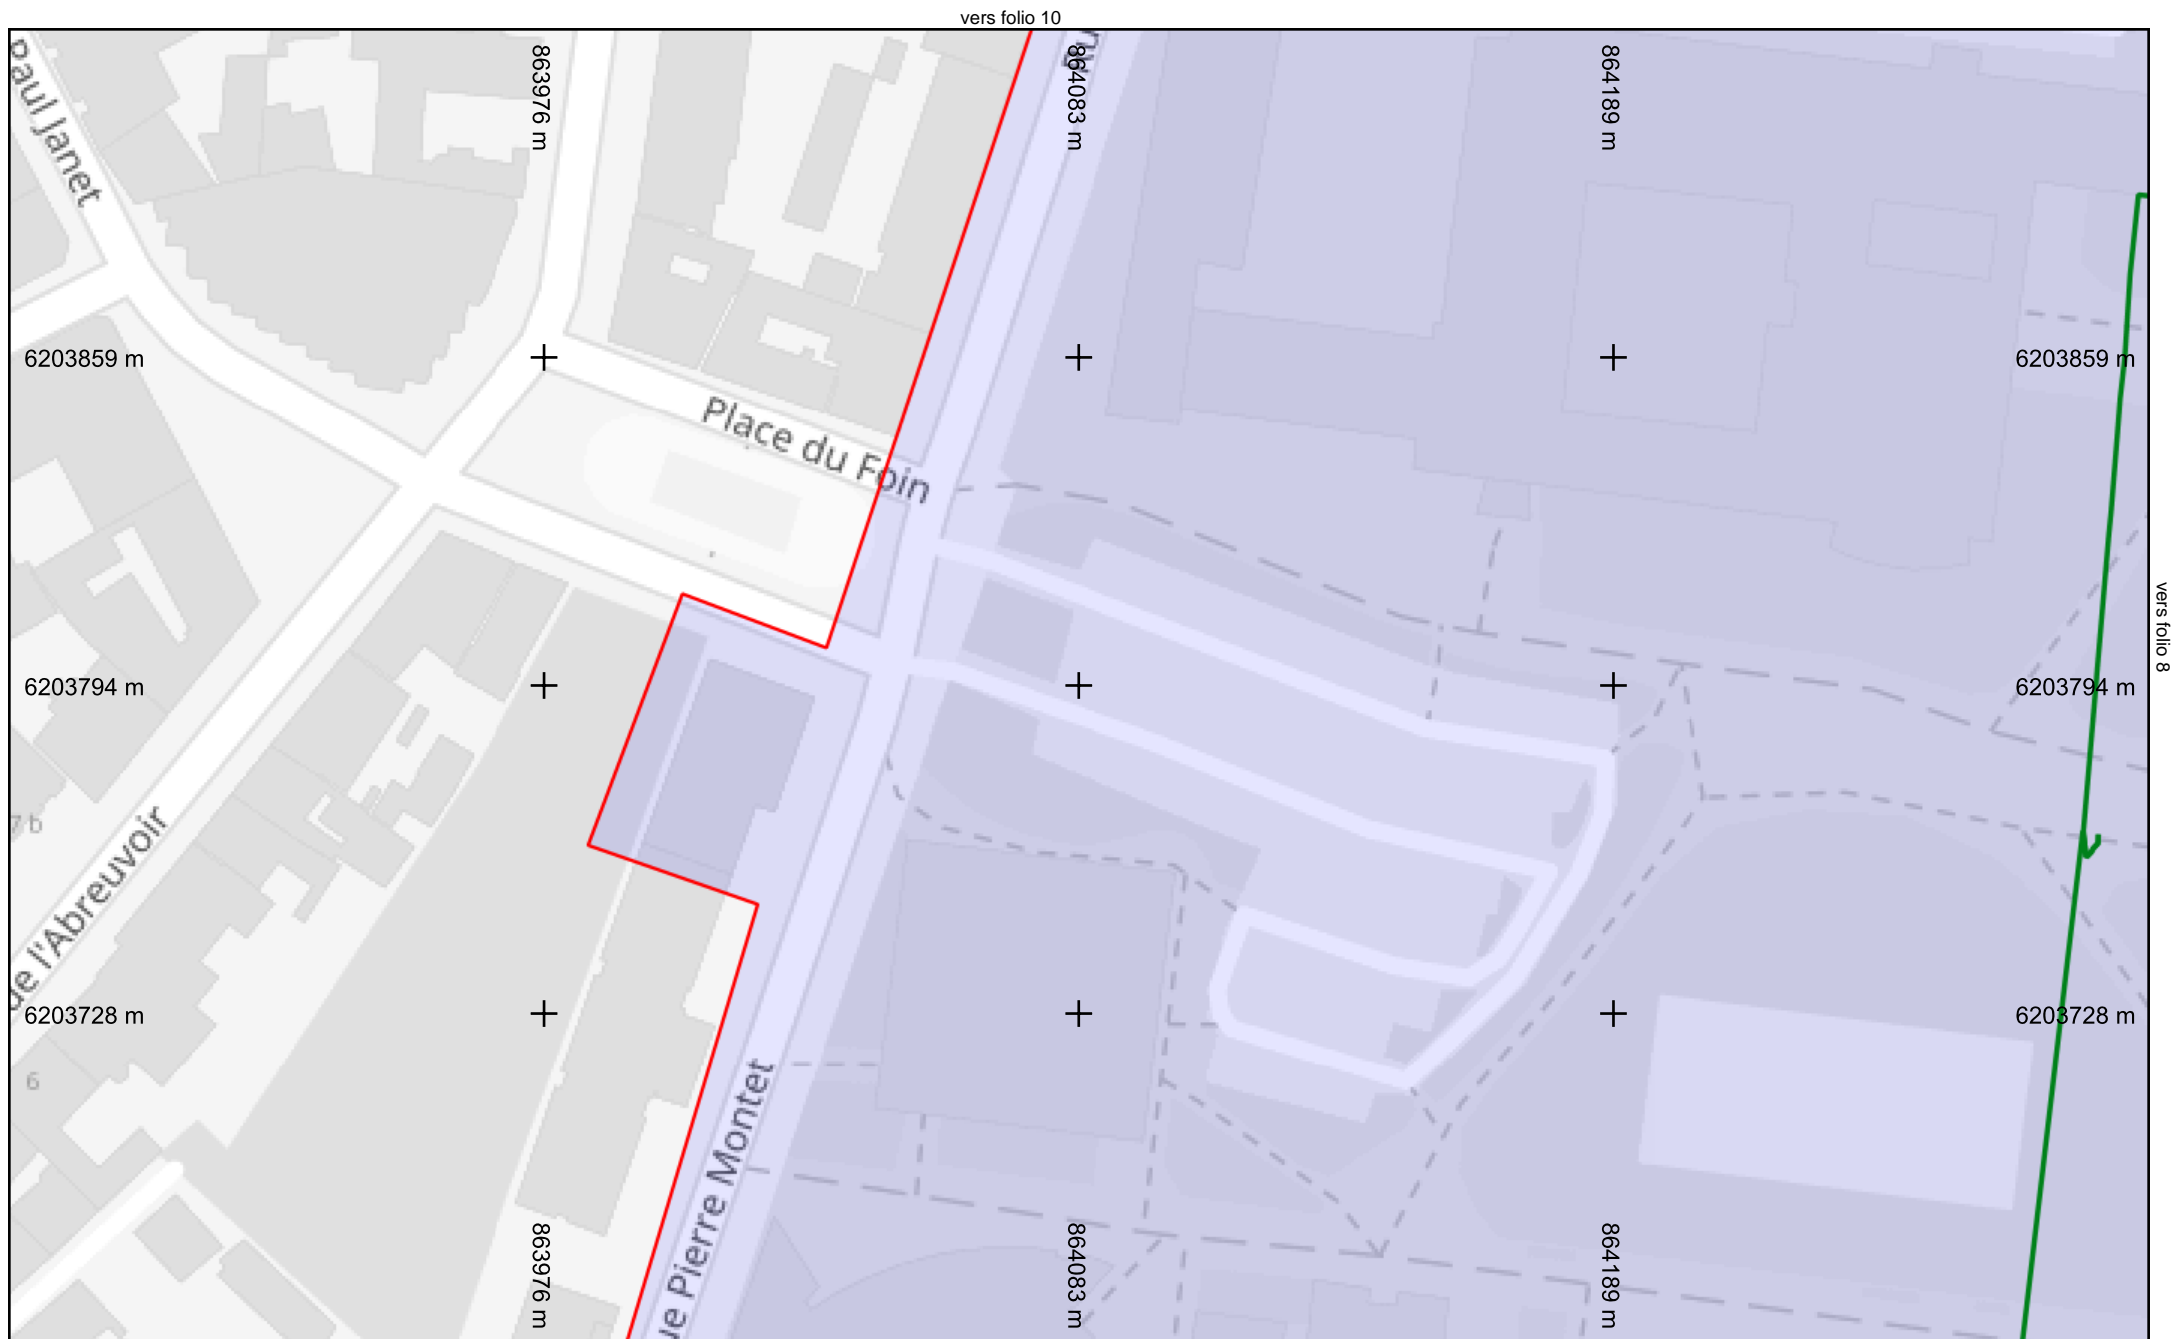 vers folio 10
Paul Janet
863976 m
864083 m
864189 m
6203859 m
6203859 m
Place du Foin
vers folio 8
6203794 m
6203794 m
7 b
de l'Abreuvoir
6203728 m
6203728 m
6
Pierre Montet
863976 m
864083 m
864189 m